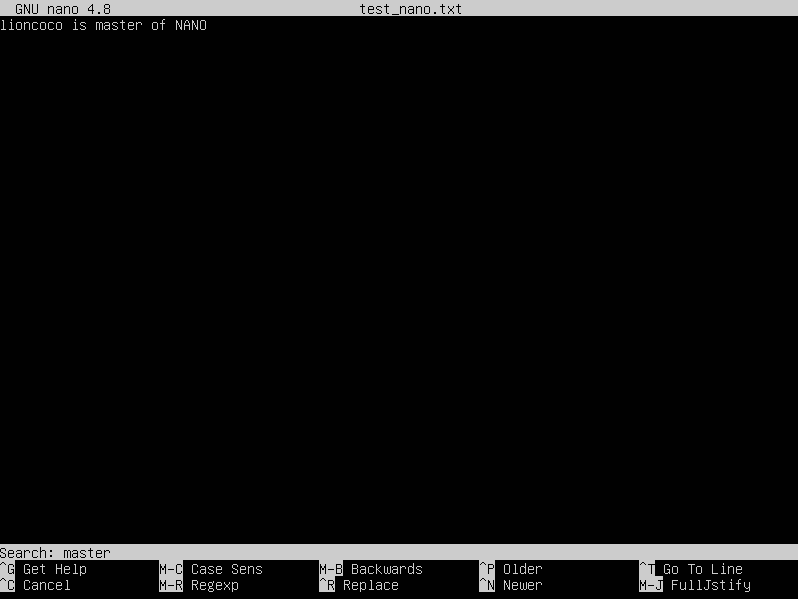 GNU nano 4.8 test_nano.txt
lioncoco is master of NANO
Search: master
^G Get Help M-C Case Sens M-B Backwards ^P Older ^T Go To Line
^C Cancel M-R Regexp ^R Replace ^N Newer M-J FullJstify